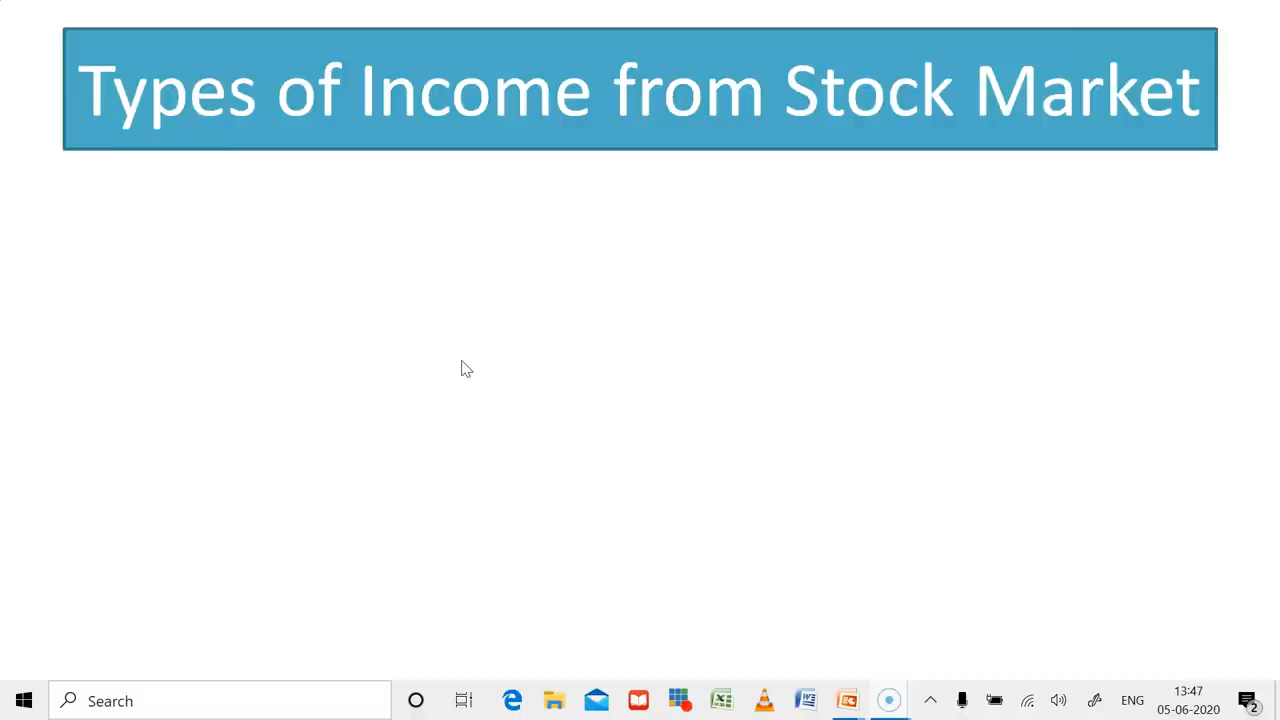 Types of Income from Stock Market
Search
ENG
13:47
05-06-2020
2